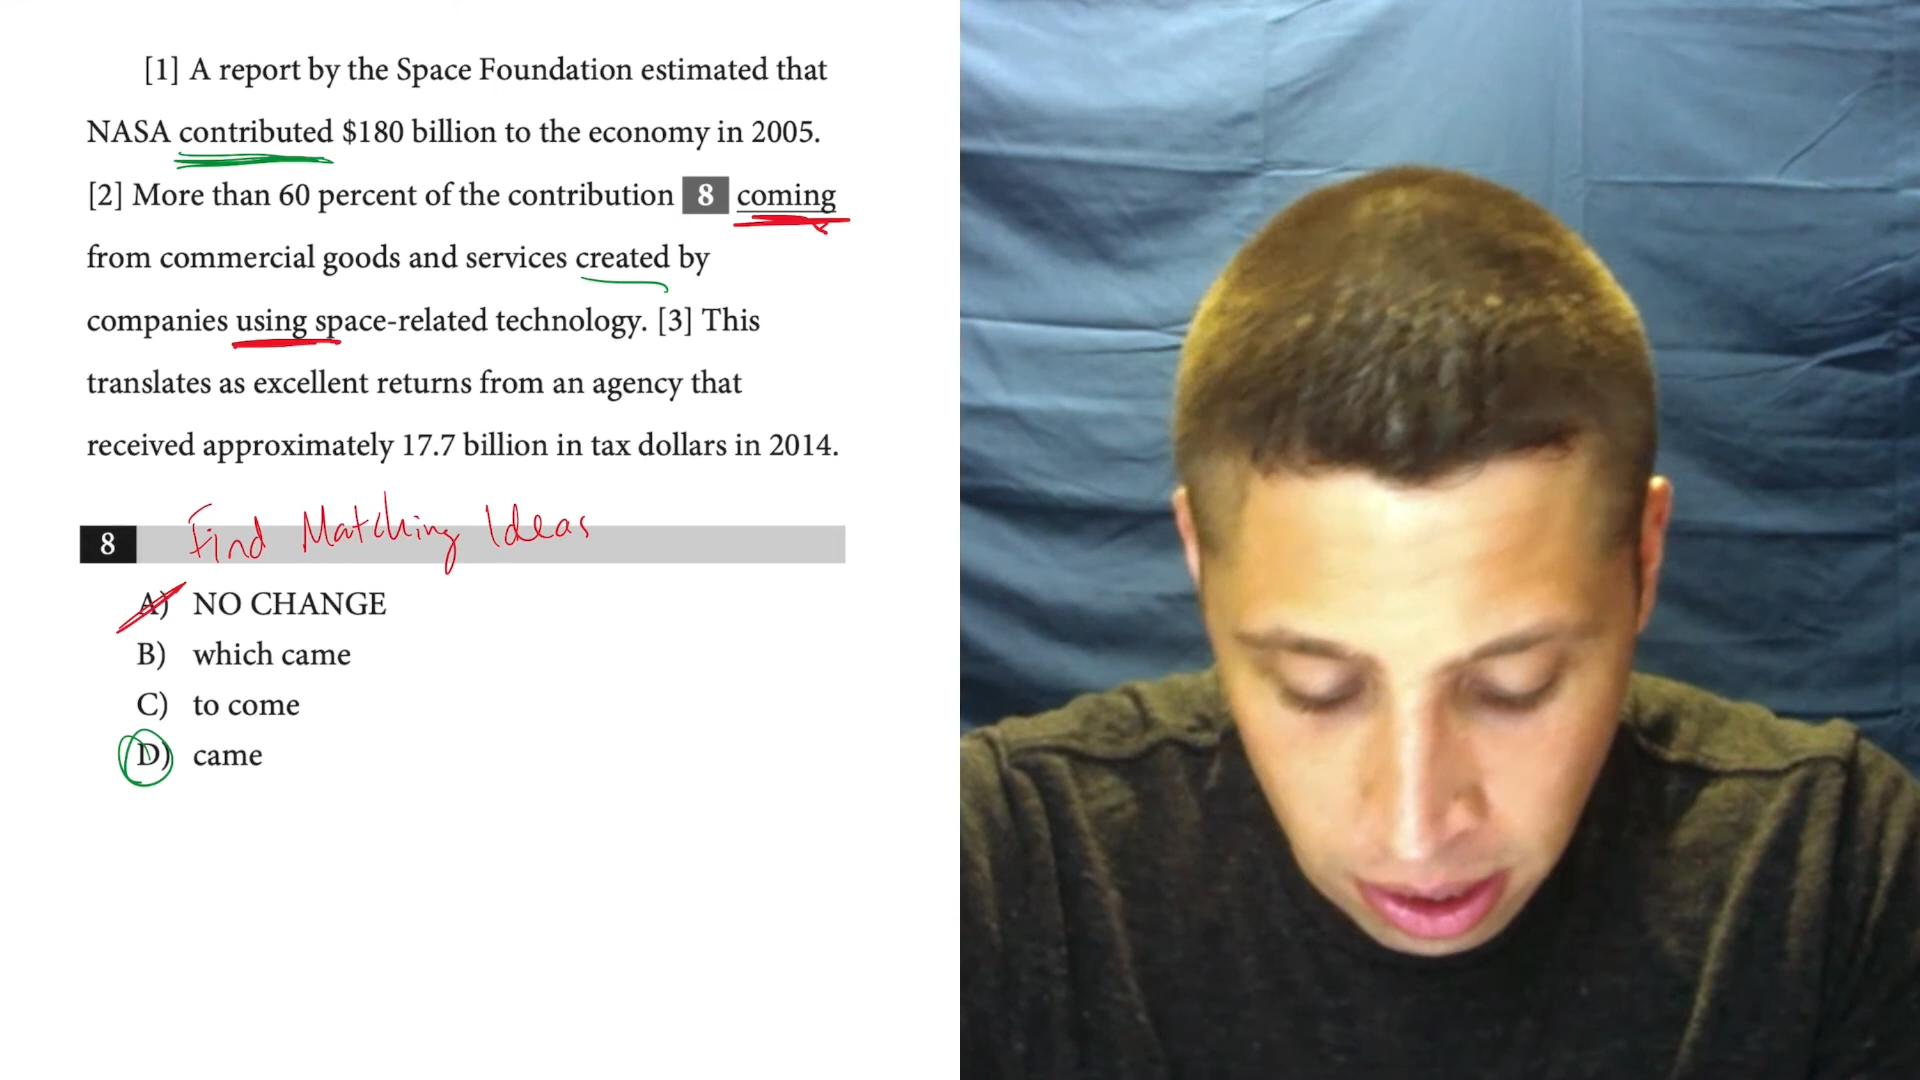 [1] A report by the Space Foundation estimated that
NASA contributed $180 billion to the economy in 2005.
[2] More than 60 percent of the contribution 8 coming
from commercial goods and services created by
companies using space-related technology. [3] This
translates as excellent returns from an agency that
received approximately 17.7 billion in tax dollars in 2014.
8 Find Matching Ideas
A) NO CHANGE
B) which came
C) to come
D) came